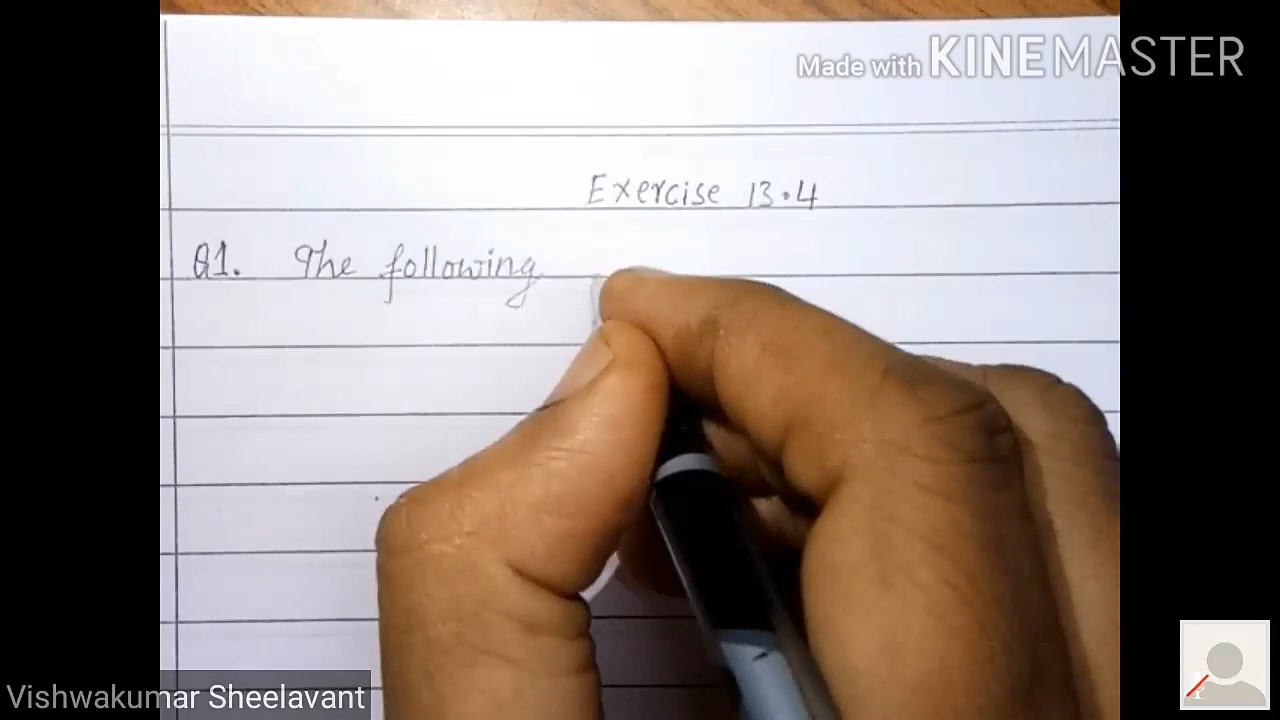 Made with KINEMASTER
Exercise 13.4
Q1. The following
Vishwakumar Sheelavant